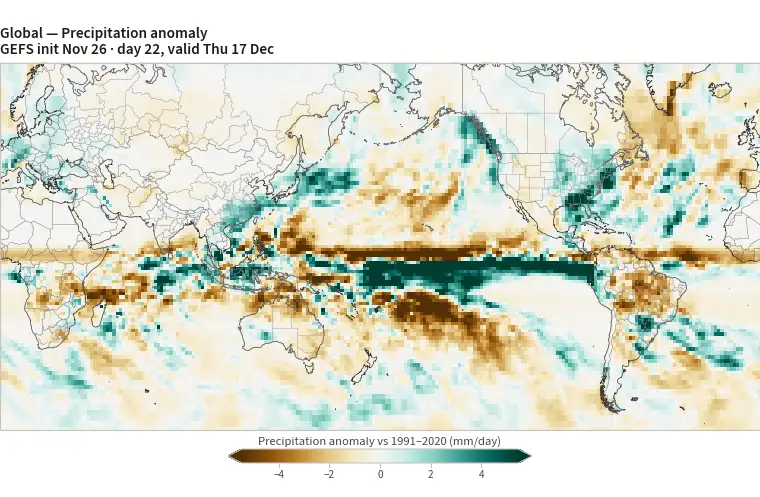 Global — Precipitation anomaly
GEFS init Nov 26 · day 22, valid Thu 17 Dec
Precipitation anomaly vs 1991–2020 (mm/day)
−4 −2 0 2 4